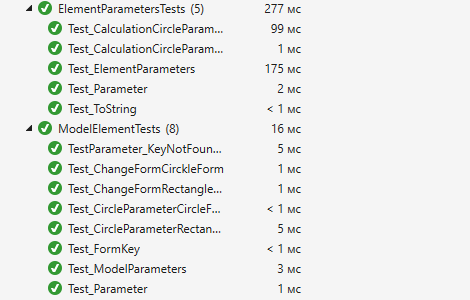 ElementParametersTests (5) 277 мс
Test_CalculationCircleParam... 99 мс
Test_CalculationCircleParam... 1 мс
Test_ElementParameters 175 мс
Test_Parameter 2 мс
Test_ToString < 1 мс
ModelElementTests (8) 16 мс
TestParameter_KeyNotFoun... 5 мс
Test_ChangeFormCirckleForm 1 мс
Test_ChangeFormRectangle... 1 мс
Test_CircleParameterCircleF... < 1 мс
Test_CircleParameterRectan... 5 мс
Test_FormKey < 1 мс
Test_ModelParameters 3 мс
Test_Parameter 1 мс